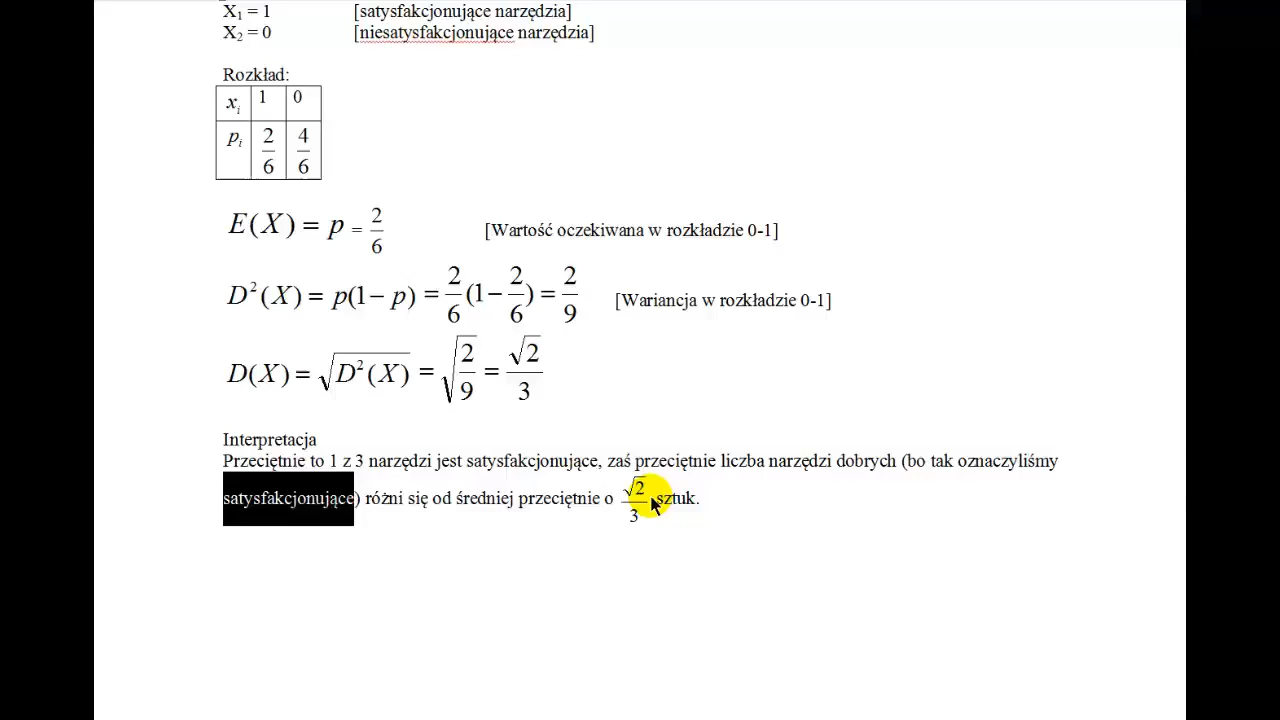 X₁ = 1 [satysfakcjonujące narzędzia]
X₂ = 0 [niesatysfakcjonujące narzędzia]
Rozkład:
xᵢ 1 0
pᵢ 2/6 4/6
E(X) = p = 2/6 [Wartość oczekiwana w rozkładzie 0-1]
D²(X) = p(1 − p) = 2/6(1 − 2/6) = 2/9 [Wariancja w rozkładzie 0-1]
D(X) = √D²(X) = √(2/9) = √2/3
Interpretacja
Przeciętnie to 1 z 3 narzędzi jest satysfakcjonujące, zaś przeciętnie liczba narzędzi dobrych (bo tak oznaczyliśmy
satysfakcjonujące) różni się od średniej przeciętnie o √2/3 sztuk.